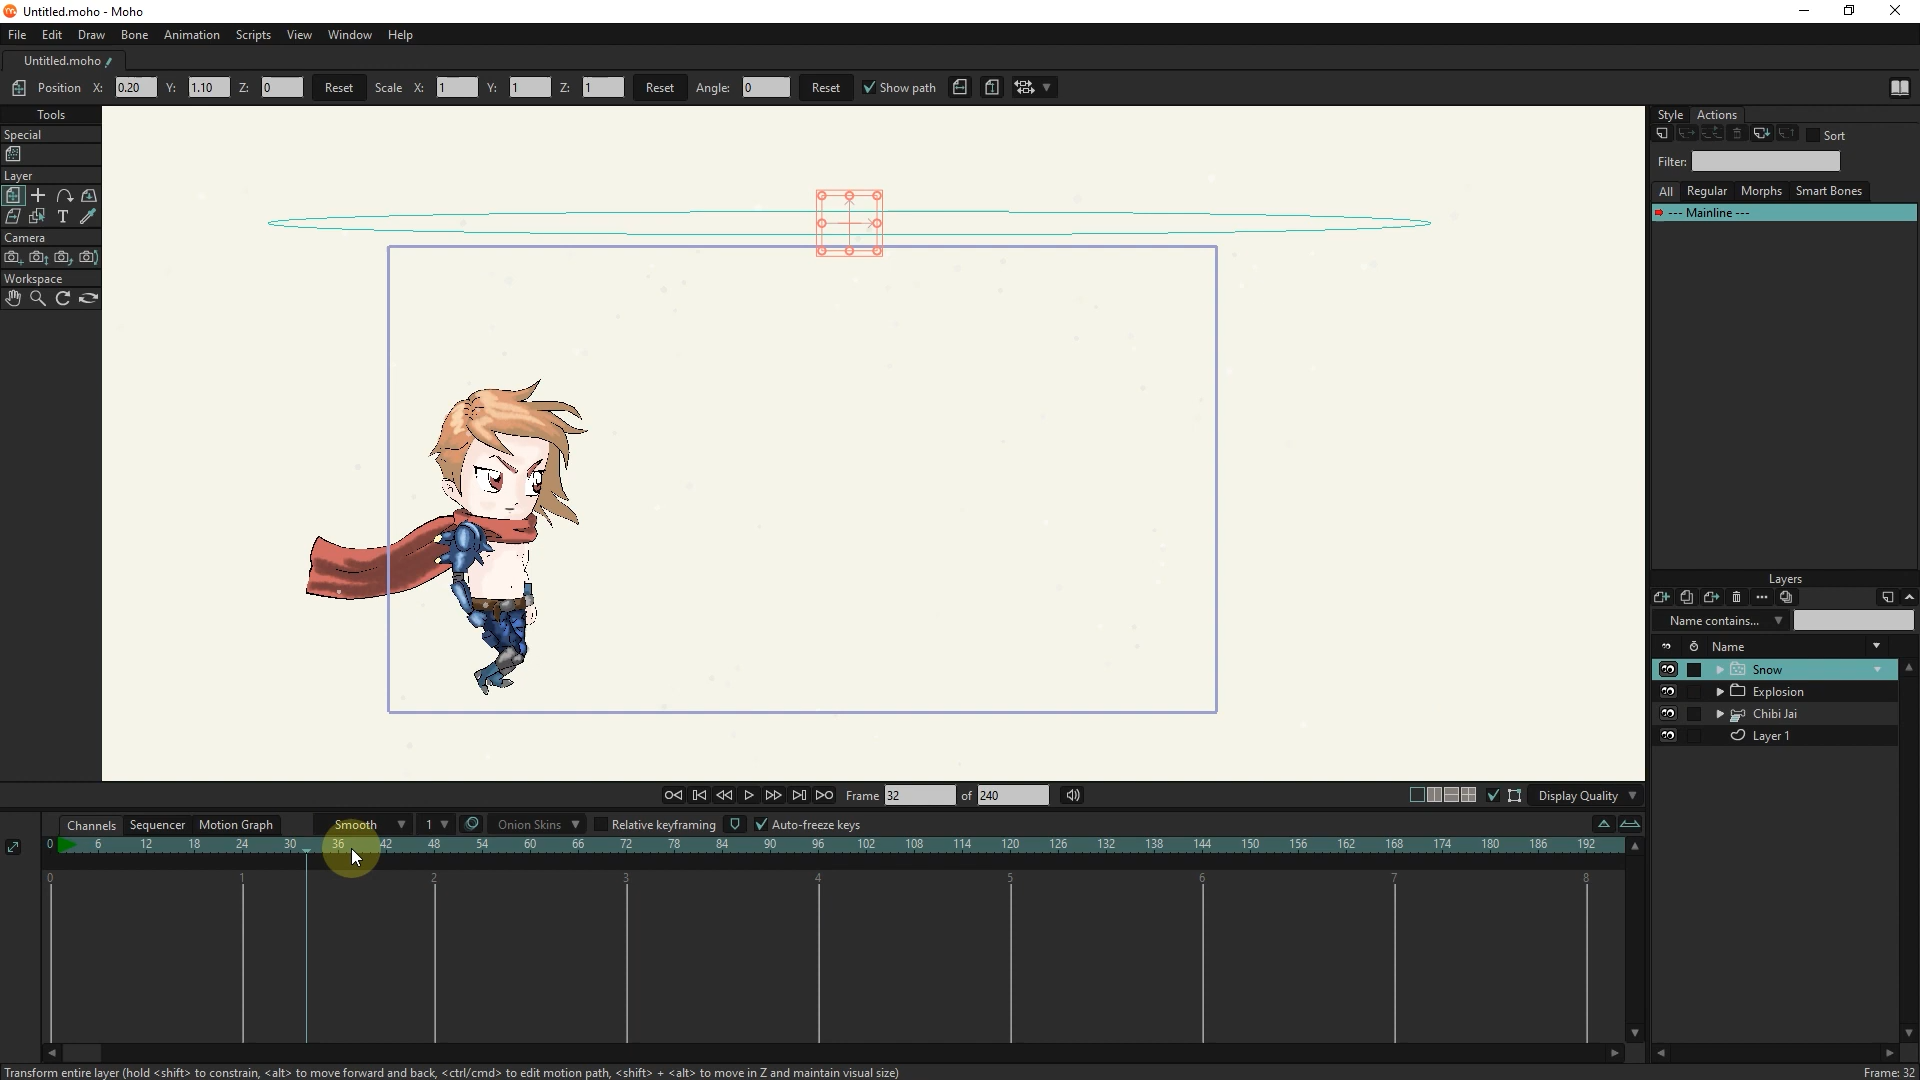 Untitled.moho - Moho
File Edit Draw Bone Animation Scripts View Window Help
Untitled.moho
Position X: 0.20 Y: 1.10 Z: 0 Reset Scale X: 1 Y: 1 Z: 1 Reset Angle: 0 Reset Show path
Tools
Special
Layer
T
Camera
Workspace
Style Actions
Sort
Filter:
All Regular Morphs Smart Bones
--- Mainline ---
Layers
Name contains...
Name
Snow
Explosion
Chibi Jai
Layer 1
Frame 32 of 240 Display Quality
Channels Sequencer Motion Graph Smooth 1 Onion Skins Relative keyframing Auto-freeze keys
0 6 12 18 24 30 36 42 48 54 60 66 72 78 84 90 96 102 108 114 120 126 132 138 144 150 156 162 168 174 180 186 192
0 1 2 3 4 5 6 7 8
Transform entire layer (hold <shift> to constrain, <alt> to move forward and back, <ctrl/cmd> to edit motion path, <shift> + <alt> to move in Z and maintain visual size) Frame: 32